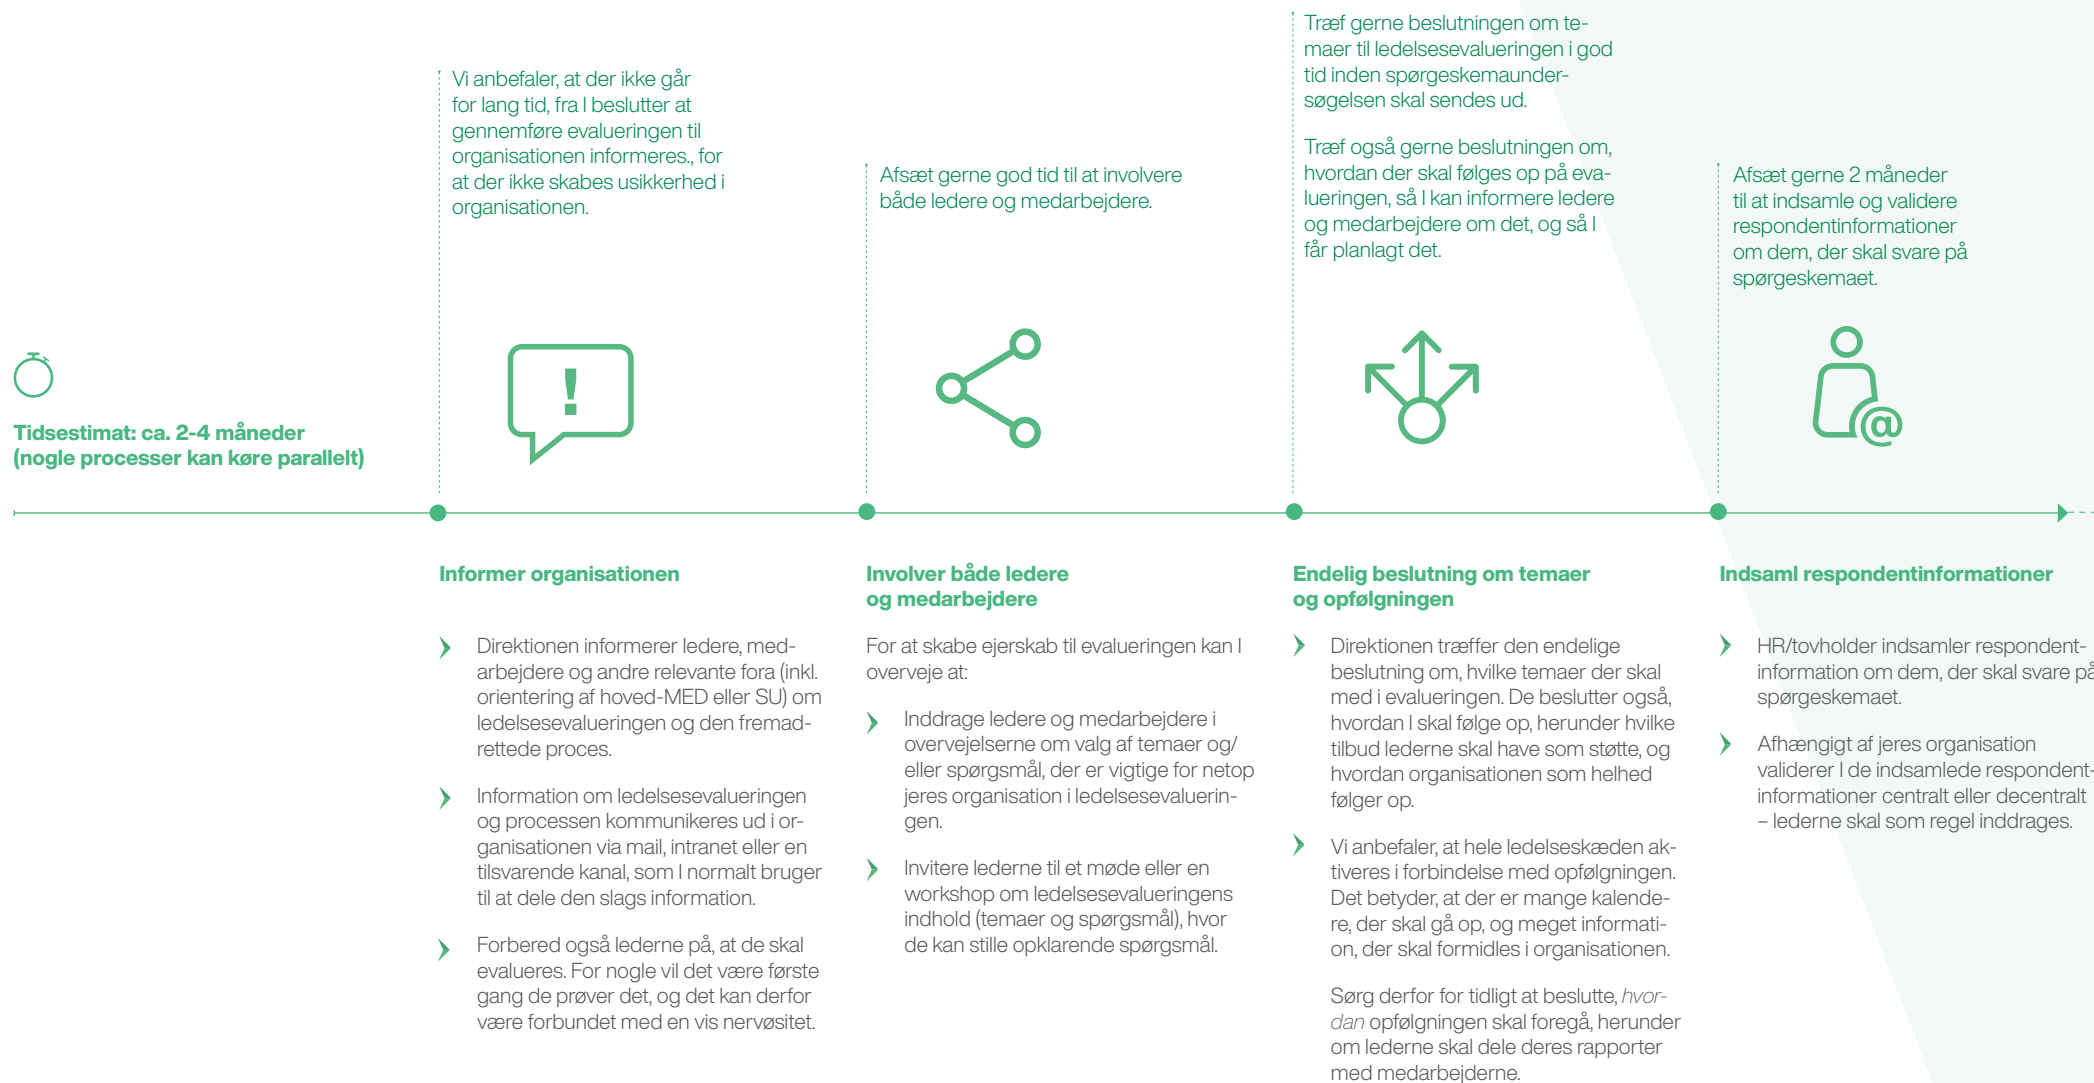 Tidsestimat: ca. 2-4 måneder
(nogle processer kan køre parallelt)
Vi anbefaler, at der ikke går
for lang tid, fra I beslutter at
gennemføre evalueringen til
organisationen informeres., for
at der ikke skabes usikkerhed i
organisationen.
!
Informer organisationen
Direktionen informerer ledere, med-
arbejdere og andre relevante fora (inkl.
orientering af hoved-MED eller SU) om
ledelsesevalueringen og den fremad-
rettede proces.
Information om ledelsesevalueringen
og processen kommunikeres ud i or-
ganisationen via mail, intranet eller en
tilsvarende kanal, som I normalt bruger
til at dele den slags information.
Forbered også lederne på, at de skal
evalueres. For nogle vil det være første
gang de prøver det, og det kan derfor
være forbundet med en vis nervøsitet.
Afsæt gerne god tid til at involvere
både ledere og medarbejdere.
Involver både ledere
og medarbejdere
For at skabe ejerskab til evalueringen kan I
overveje at:
Inddrage ledere og medarbejdere i
overvejelserne om valg af temaer og/
eller spørgsmål, der er vigtige for netop
jeres organisation i ledelsesevaluerin-
gen.
Invitere lederne til et møde eller en
workshop om ledelsesevalueringens
indhold (temaer og spørgsmål), hvor
de kan stille opklarende spørgsmål.
Træf gerne beslutningen om te-
maer til ledelsesevalueringen i god
tid inden spørgeskemaunder-
søgelsen skal sendes ud.
Træf også gerne beslutningen om,
hvordan der skal følges op på eva-
lueringen, så I kan informere ledere
og medarbejdere om det, og så I
får planlagt det.
Endelig beslutning om temaer
og opfølgningen
Direktionen træffer den endelige
beslutning om, hvilke temaer der skal
med i evalueringen. De beslutter også,
hvordan I skal følge op, herunder hvilke
tilbud lederne skal have som støtte, og
hvordan organisationen som helhed
følger op.
Vi anbefaler, at hele ledelseskæden ak-
tiveres i forbindelse med opfølgningen.
Det betyder, at der er mange kalende-
re, der skal gå op, og meget informati-
on, der skal formidles i organisationen.
Sørg derfor for tidligt at beslutte, hvor-
dan opfølgningen skal foregå, herunder
om lederne skal dele deres rapporter
med medarbejderne.
Afsæt gerne 2 måneder
til at indsamle og validere
respondentinformationer
om dem, der skal svare på
spørgeskemaet.
@
Indsaml respondentinformationer
HR/tovholder indsamler respondent-
information om dem, der skal svare på
spørgeskemaet.
Afhængigt af jeres organisation
validerer I de indsamlede respondent-
informationer centralt eller decentralt
– lederne skal som regel inddrages.